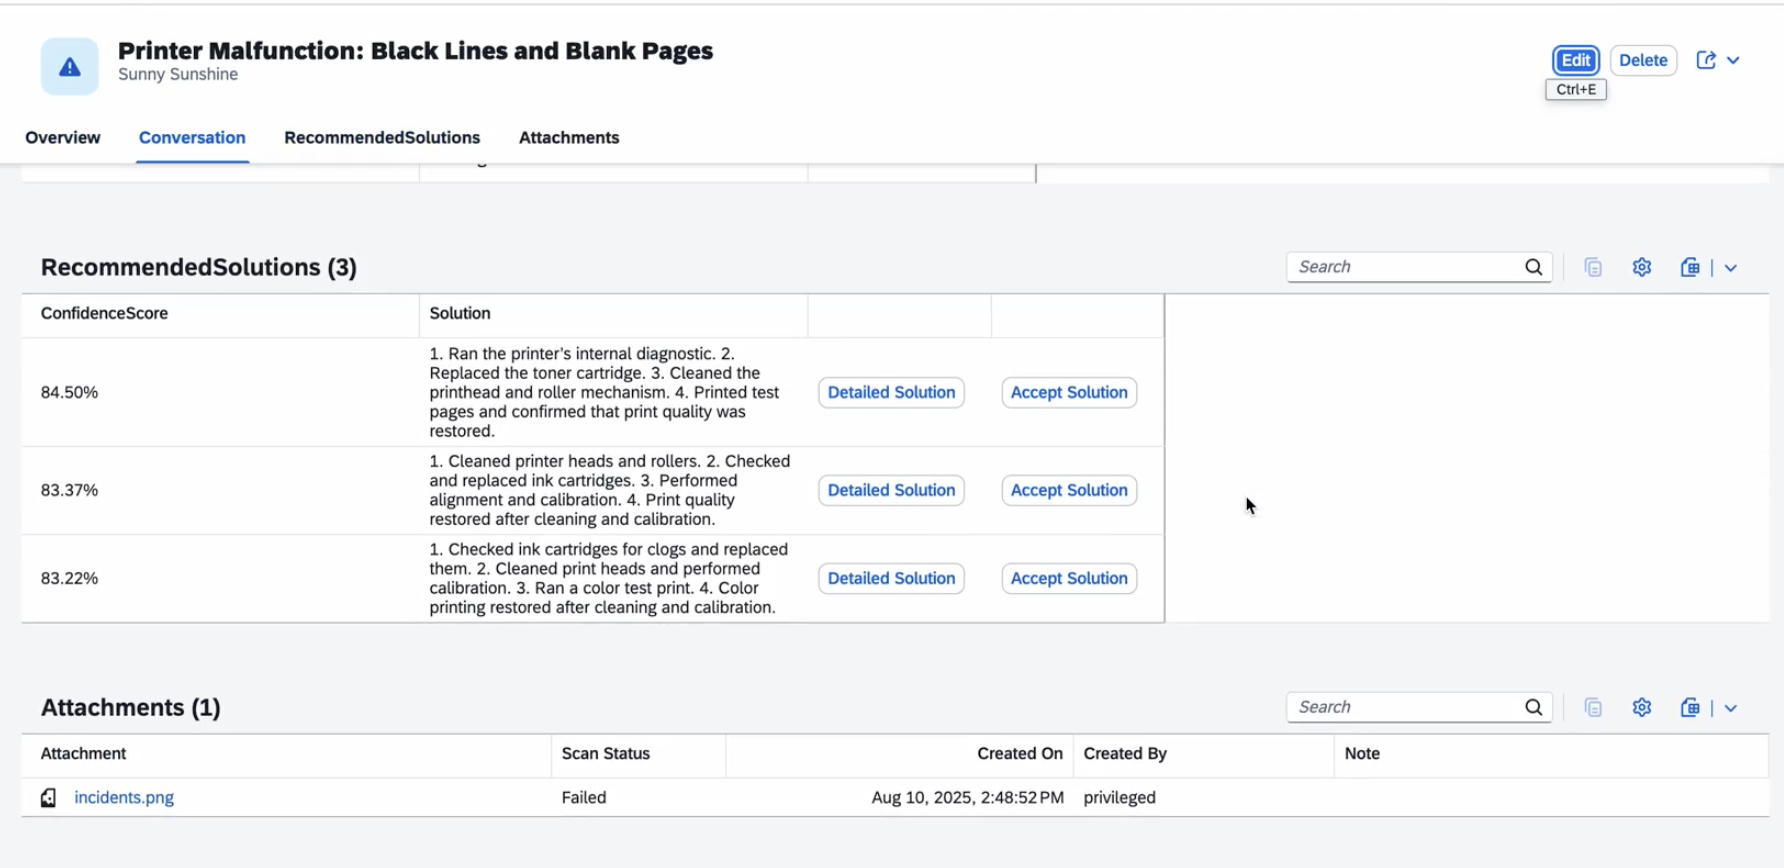 Printer Malfunction: Black Lines and Blank Pages
Sunny Sunshine
Edit
Delete
Ctrl+E
Overview
Conversation
RecommendedSolutions
Attachments
RecommendedSolutions (3)
Search
ConfidenceScore
Solution
84.50%
1. Ran the printer's internal diagnostic. 2.
Replaced the toner cartridge. 3. Cleaned the
printhead and roller mechanism. 4. Printed test
pages and confirmed that print quality was
restored.
Detailed Solution
Accept Solution
83.37%
1. Cleaned printer heads and rollers. 2. Checked
and replaced ink cartridges. 3. Performed
alignment and calibration. 4. Print quality
restored after cleaning and calibration.
Detailed Solution
Accept Solution
83.22%
1. Checked ink cartridges for clogs and replaced
them. 2. Cleaned print heads and performed
calibration. 3. Ran a color test print. 4. Color
printing restored after cleaning and calibration.
Detailed Solution
Accept Solution
Attachments (1)
Search
Attachment
Scan Status
Created On
Created By
Note
incidents.png
Failed
Aug 10, 2025, 2:48:52 PM
privileged